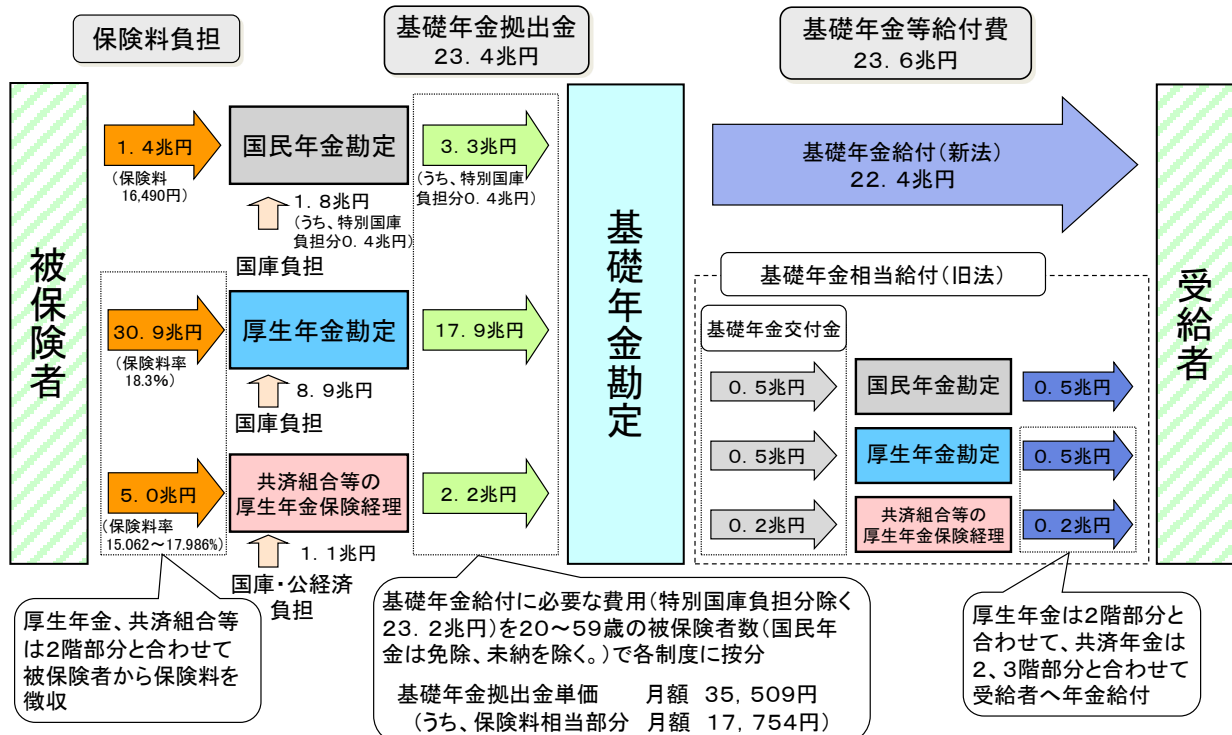 保険料負担
基礎年金拠出金
23.4兆円
基礎年金等給付費
23.6兆円
被保険者
1.4兆円
(保険料
16,490円)
国民年金勘定
1.8兆円
(うち、特別国庫
負担分0.4兆円)
国庫負担
3.3兆円
(うち、特別国庫
負担分0.4兆円)
30.9兆円
(保険料率
18.3%)
厚生年金勘定
8.9兆円
国庫負担
17.9兆円
5.0兆円
(保険料率
15.062～17.986%)
共済組合等の
厚生年金保険経理
1.1兆円
国庫・公経済
負担
2.2兆円
基礎年金勘定
基礎年金給付(新法)
22.4兆円
基礎年金相当給付(旧法)
基礎年金交付金
0.5兆円
国民年金勘定
0.5兆円
0.5兆円
厚生年金勘定
0.5兆円
0.2兆円
共済組合等の
厚生年金保険経理
0.2兆円
受給者
厚生年金、共済組合等
は2階部分と合わせて
被保険者から保険料を
徴収
基礎年金給付に必要な費用(特別国庫負担分除く
23.2兆円)を20～59歳の被保険者数(国民年
金は免除、未納を除く。)で各制度に按分
基礎年金拠出金単価 月額 35,509円
(うち、保険料相当部分 月額 17,754円)
厚生年金は2階部分と
合わせて、共済年金は
2、3階部分と合わせて
受給者へ年金給付